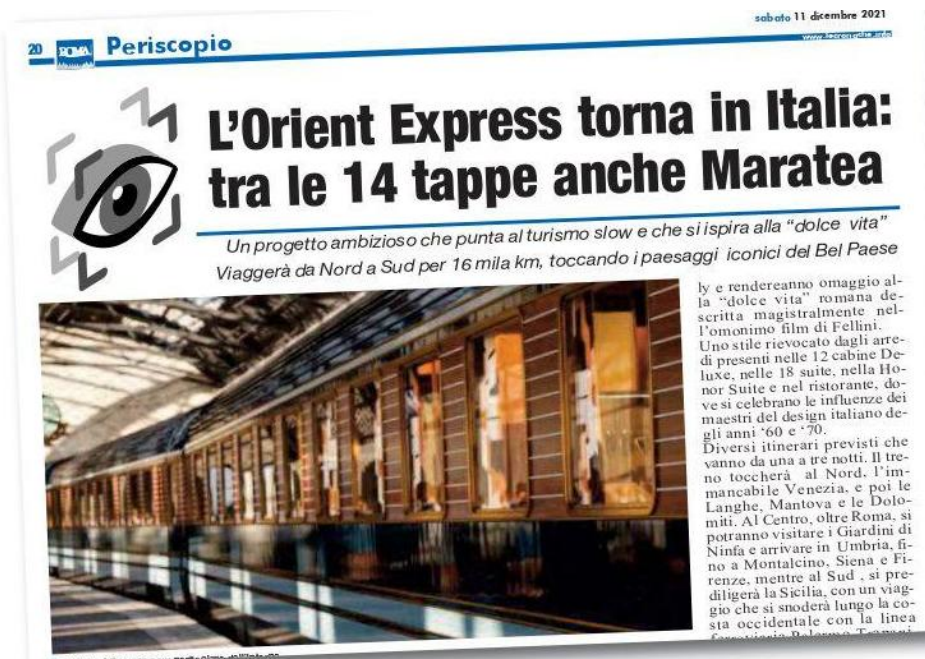 20 ROMA Periscopio
sabato 11 dicembre 2021
L’Orient Express torna in Italia:
tra le 14 tappe anche Maratea
Un progetto ambizioso che punta al turismo slow e che si ispira alla “dolce vita”
Viaggerà da Nord a Sud per 16 mila km, toccando i paesaggi iconici del Bel Paese
ly e rendereanno omaggio al-
la “dolce vita” romana de-
scritta magistralmente nel-
l’omonimo film di Fellini.
Uno stile rievocato dagli arre-
di presenti nelle 12 cabine De-
luxe, nelle 18 suite, nella Ho-
nor Suite e nel ristorante, do-
ve si celebrano le influenze dei
maestri del design italiano de-
gli anni ‘60 e ‘70.
Diversi itinerari previsti che
vanno da una a tre notti. Il tre-
no toccherà al Nord, l’im-
mancabile Venezia, e poi le
Langhe, Mantova e le Dolo-
miti. Al Centro, oltre Roma, si
potranno visitare i Giardini di
Ninfa e arrivare in Umbria, fi-
no a Montalcino, Siena e Fi-
renze, mentre al Sud , si pre-
diligerà la Sicilia, con un viag-
gio che si snoderà lungo la co-
sta occidentale con la linea